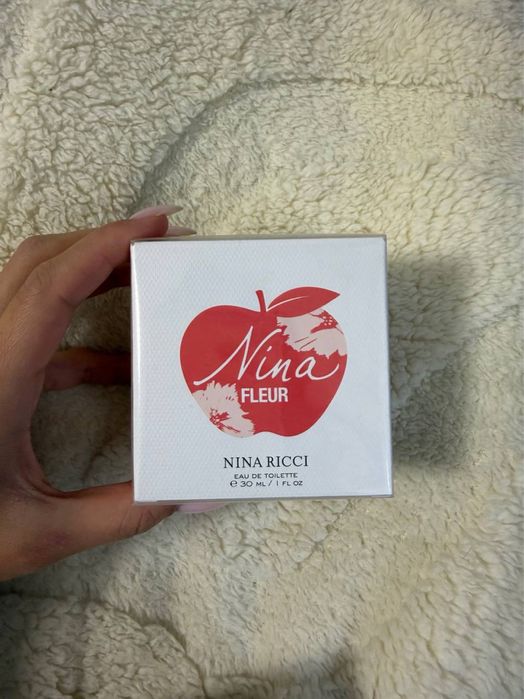 Nina
FLEUR
NINA RICCI
EAU DE TOILETTE
℮ 30 ML / 1 FL OZ